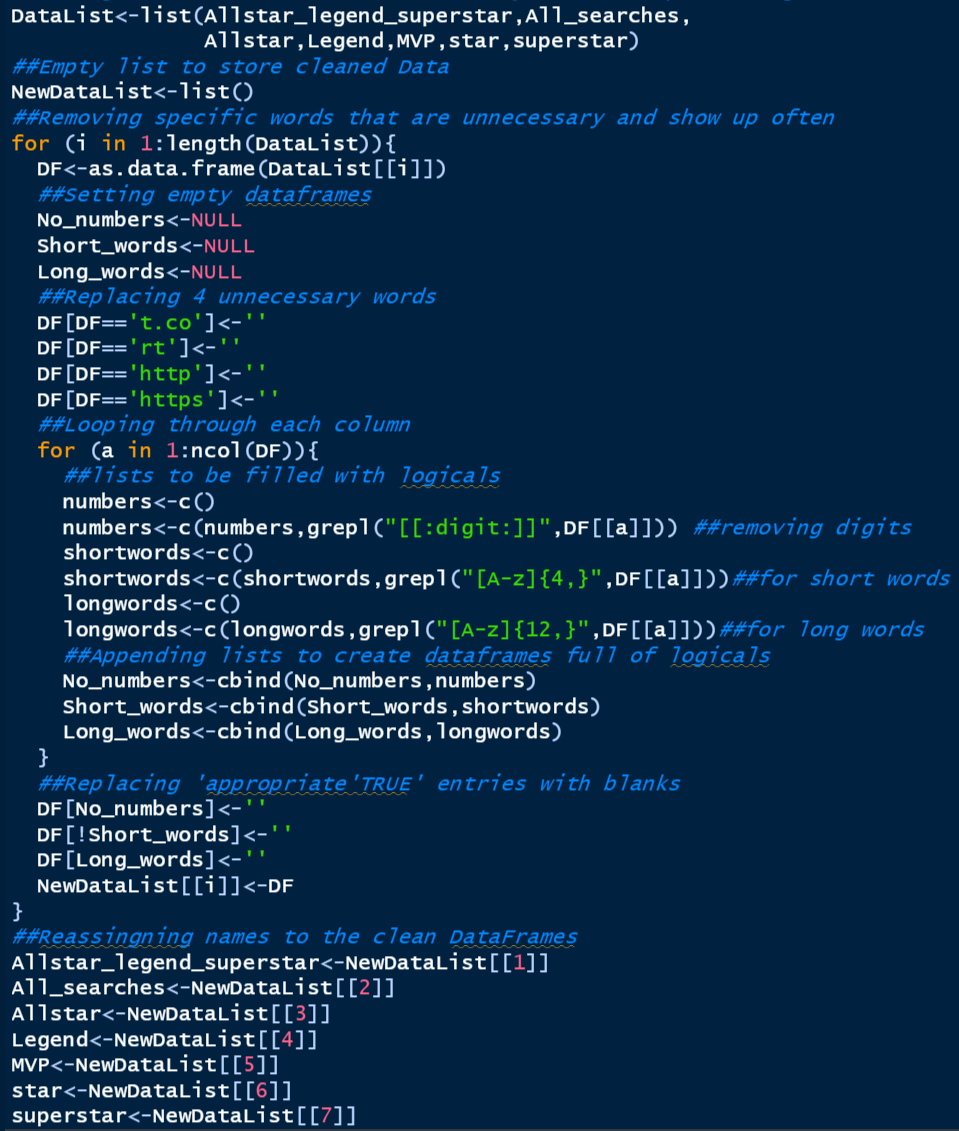 DataList<-list(Allstar_legend_superstar,All_searches,
Allstar,Legend,MVP,star,superstar)
##Empty list to store cleaned Data
NewDataList<-list()
##Removing specific words that are unnecessary and show up often
for (i in 1:length(DataList)){
DF<-as.data.frame(DataList[[i]])
##Setting empty dataframes
No_numbers<-NULL
Short_words<-NULL
Long_words<-NULL
##Replacing 4 unnecessary words
DF[DF=='t.co']<-''
DF[DF=='rt']<-''
DF[DF=='http']<-''
DF[DF=='https']<-''
##Looping through each column
for (a in 1:ncol(DF)){
##lists to be filled with logicals
numbers<-c()
numbers<-c(numbers,grepl("[[:digit:]]",DF[[a]])) ##removing digits
shortwords<-c()
shortwords<-c(shortwords,grepl("[A-z]{4,}",DF[[a]]))##for short words
longwords<-c()
longwords<-c(longwords,grepl("[A-z]{12,}",DF[[a]]))##for long words
##Appending lists to create dataframes full of logicals
No_numbers<-cbind(No_numbers,numbers)
Short_words<-cbind(Short_words,shortwords)
Long_words<-cbind(Long_words,longwords)
}
##Replacing 'appropriate'TRUE' entries with blanks
DF[No_numbers]<-''
DF[!Short_words]<-''
DF[Long_words]<-''
NewDataList[[i]]<-DF
}
##Reassingning names to the clean DataFrames
Allstar_legend_superstar<-NewDataList[[1]]
All_searches<-NewDataList[[2]]
Allstar<-NewDataList[[3]]
Legend<-NewDataList[[4]]
MVP<-NewDataList[[5]]
star<-NewDataList[[6]]
superstar<-NewDataList[[7]]